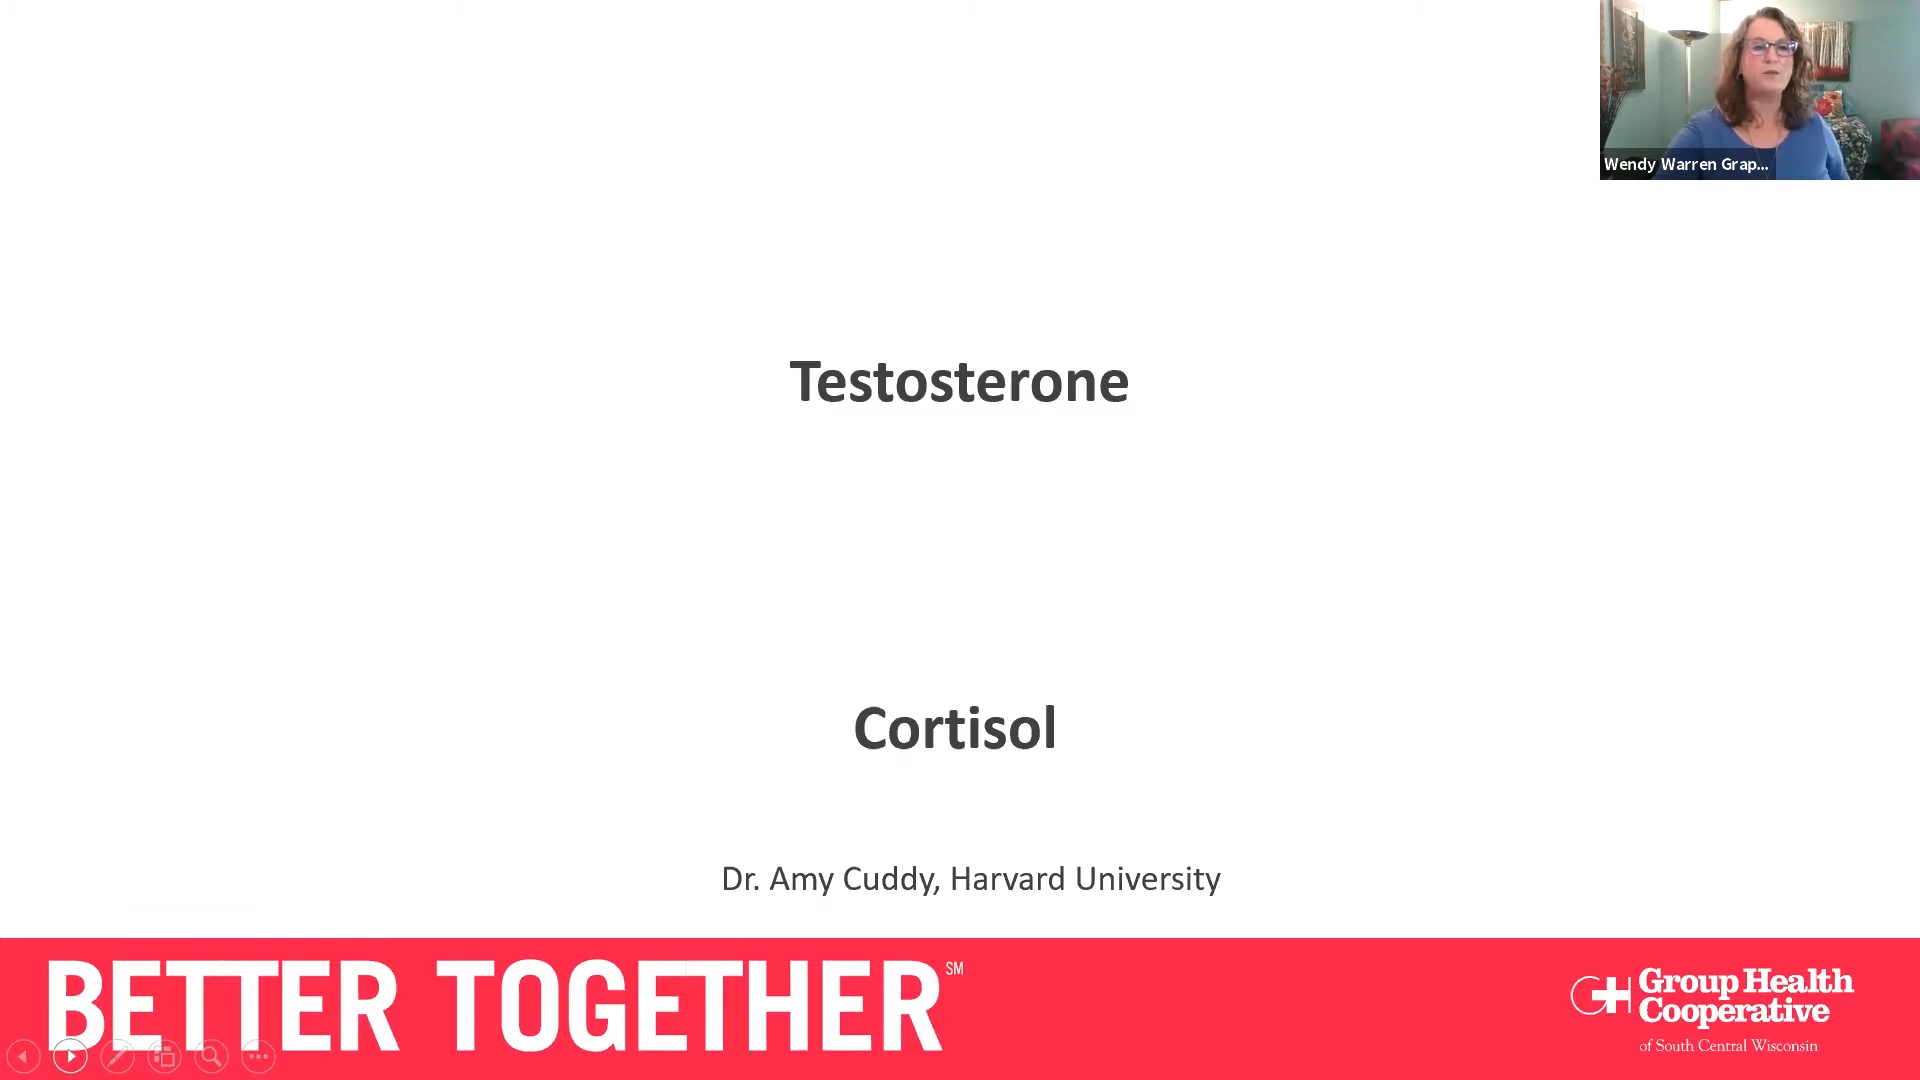 Wendy Warren Grap...
Testosterone
Cortisol
Dr. Amy Cuddy, Harvard University
BETTER TOGETHER SM
Group Health
Cooperative
of South Central Wisconsin